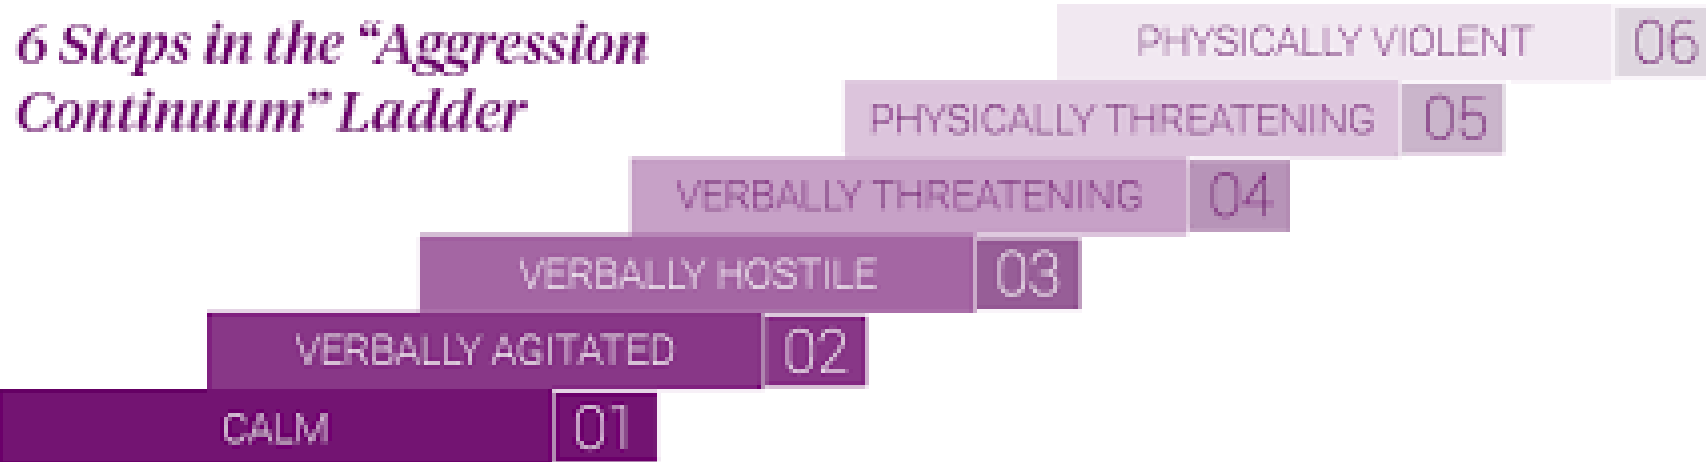 6 Steps in the “Aggression
Continuum” Ladder
PHYSICALLY VIOLENT 06
PHYSICALLY THREATENING 05
VERBALLY THREATENING 04
VERBALLY HOSTILE 03
VERBALLY AGITATED 02
CALM 01